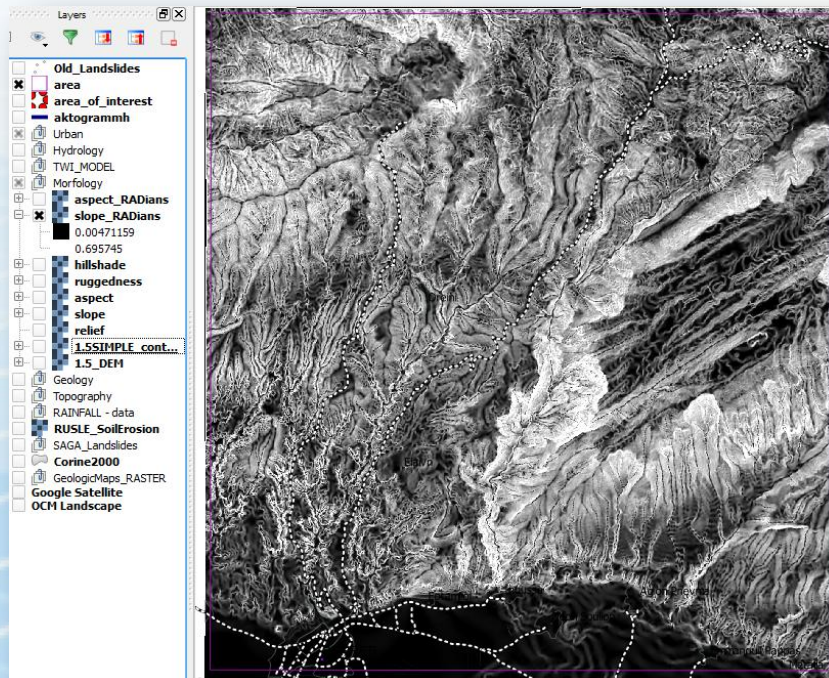 Layers
Old_Landslides
area
area_of_interest
aktogrammh
Urban
Hydrology
TWI_MODEL
Morfology
aspect_RADians
slope_RADians
0.00471159
0.695745
hillshade
ruggedness
aspect
slope
relief
1.5SIMPLE_cont...
1.5_DEM
Geology
Topography
RAINFALL - data
RUSLE_SoilErosion
SAGA_Landslides
Corine2000
GeologicMaps_RASTER
Google Satellite
OCM Landscape